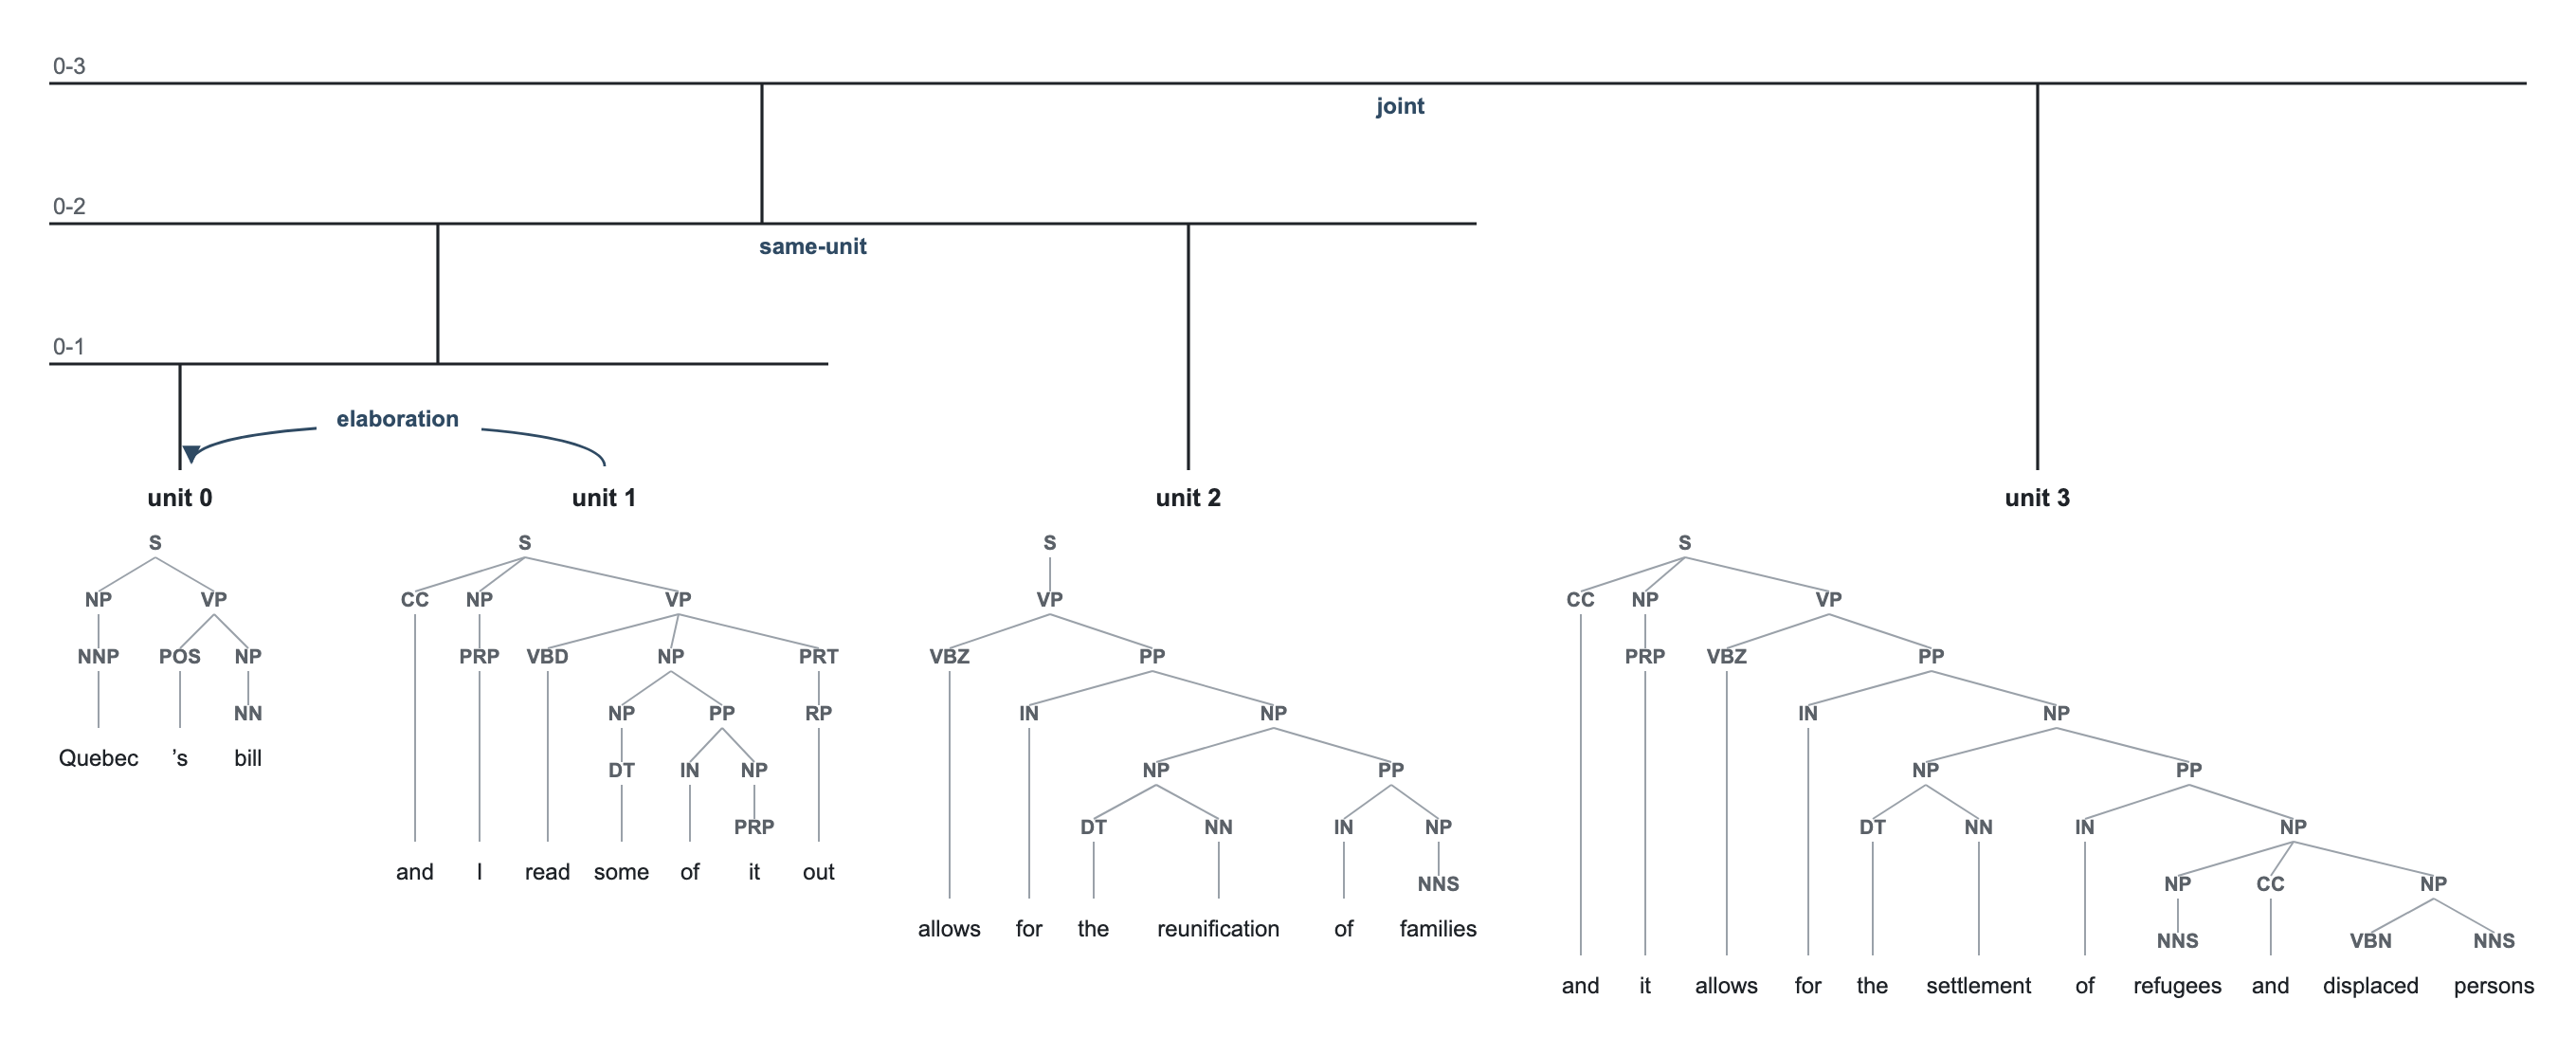 0-3
joint
0-2
same-unit
0-1
elaboration
unit 0 unit 1 unit 2 unit 3
S S S S
NP VP CC NP VP VP CC NP VP
NNP POS NP PRP VBD NP PRT VBZ PP PRP VBZ PP
NN NP PP RP IN NP IN NP
Quebec ’s bill DT IN NP NP PP NP PP
PRP DT NN IN NP DT NN IN NP
and I read some of it out NNS NP CC NP
allows for the reunification of families NNS VBN NNS
and it allows for the settlement of refugees and displaced persons